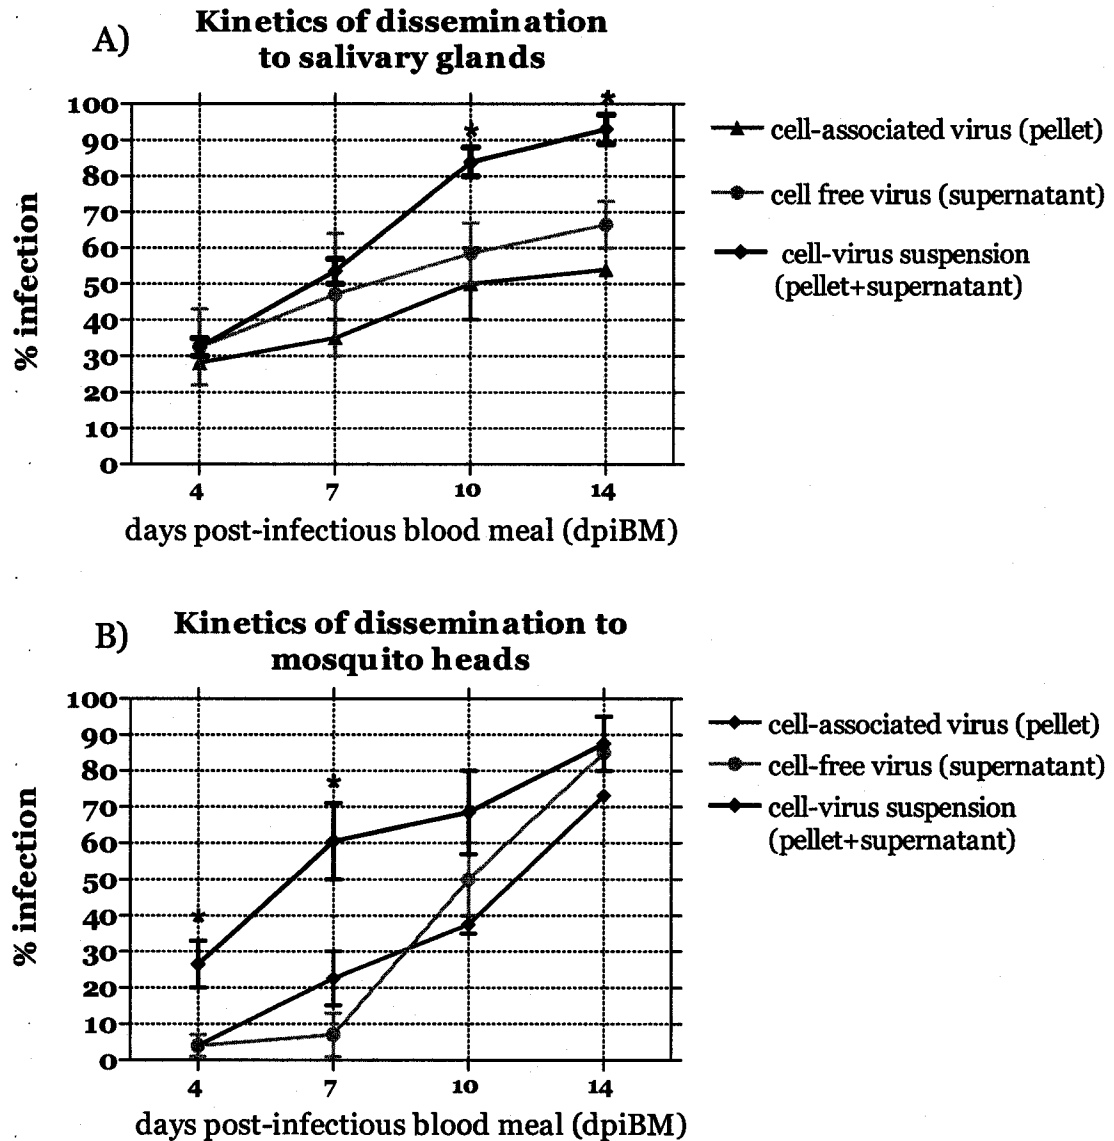 A)
Kinetics of dissemination
to salivary glands
100
90
80
70
60
50
40
30
20
10
0
% infection
*
*
4 7 10 14
days post-infectious blood meal (dpiBM)
cell-associated virus (pellet)
cell free virus (supernatant)
cell-virus suspension
(pellet+supernatant)
B)
Kinetics of dissemination to
mosquito heads
100
90
80
70
60
50
40
30
20
10
0
% infection
*
*
4 7 10 14
days post-infectious blood meal (dpiBM)
cell-associated virus (pellet)
cell-free virus (supernatant)
cell-virus suspension
(pellet+supernatant)